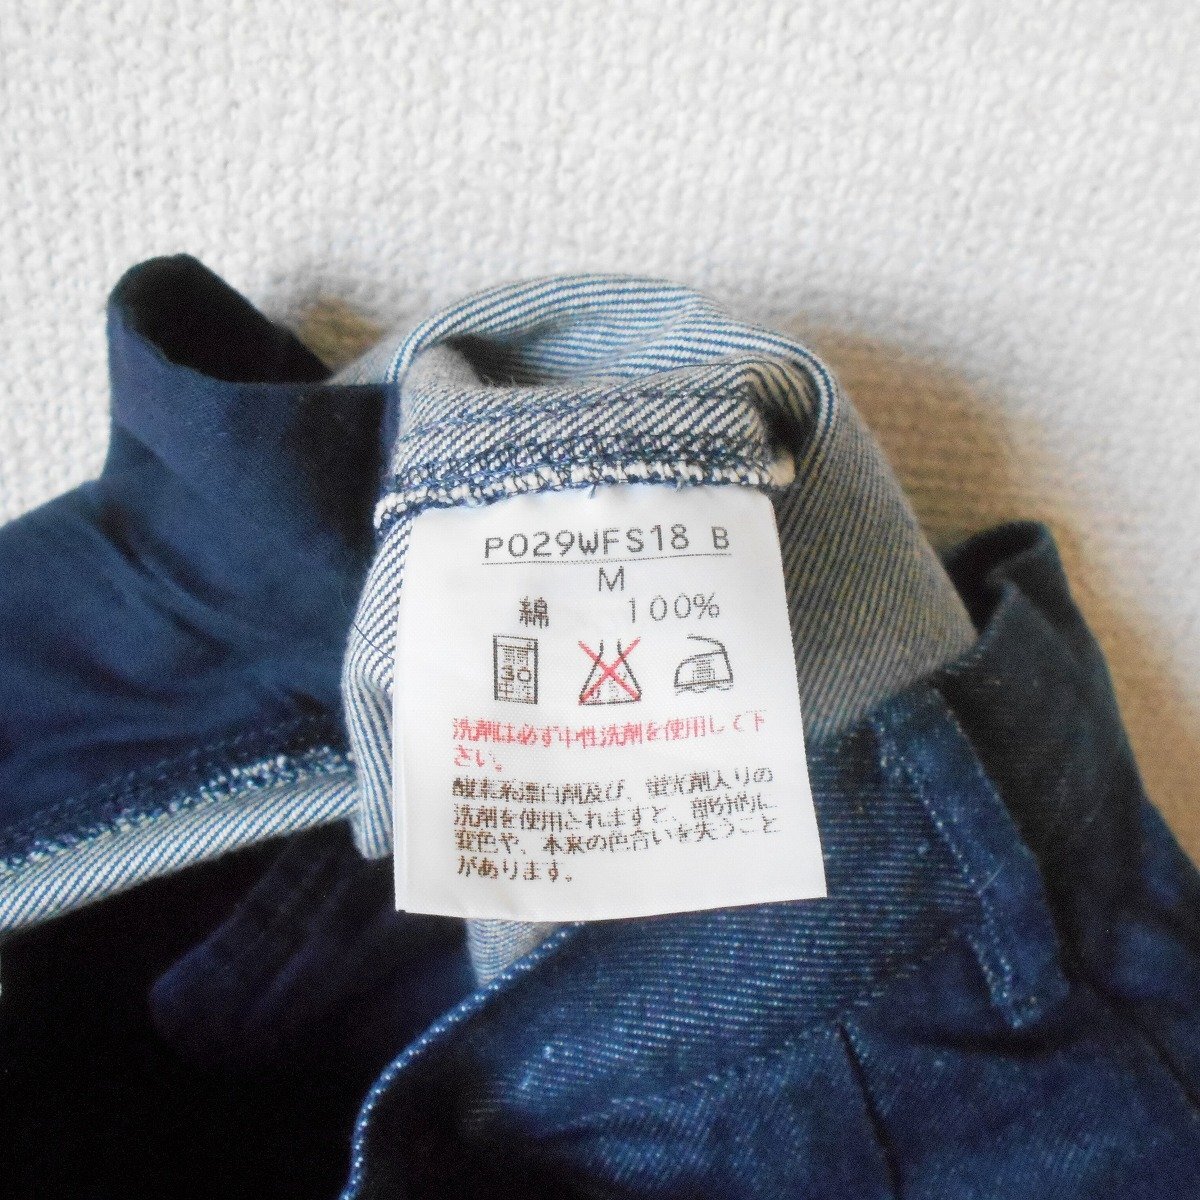 P029WFS18 B
M
綿 100%
30
中性
洗剤は必ず中性洗剤を使用して下
さい。
酸素系漂白剤及び、蛍光剤入りの
洗剤を使用されますと、部分的に
変色や、本来の色合いを失うこと
があります。